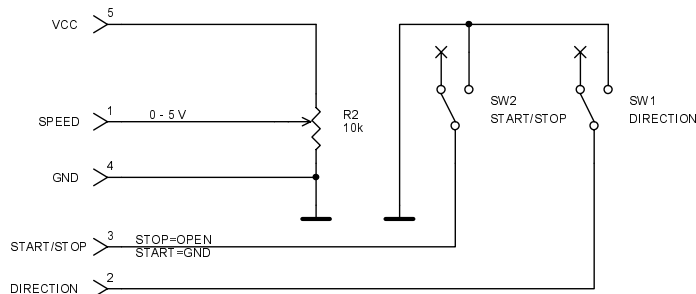 VCC 5
SPEED 1 0 - 5 V
R2
10k
GND 4
SW2
START/STOP
SW1
DIRECTION
START/STOP 3 STOP=OPEN
START=GND
DIRECTION 2